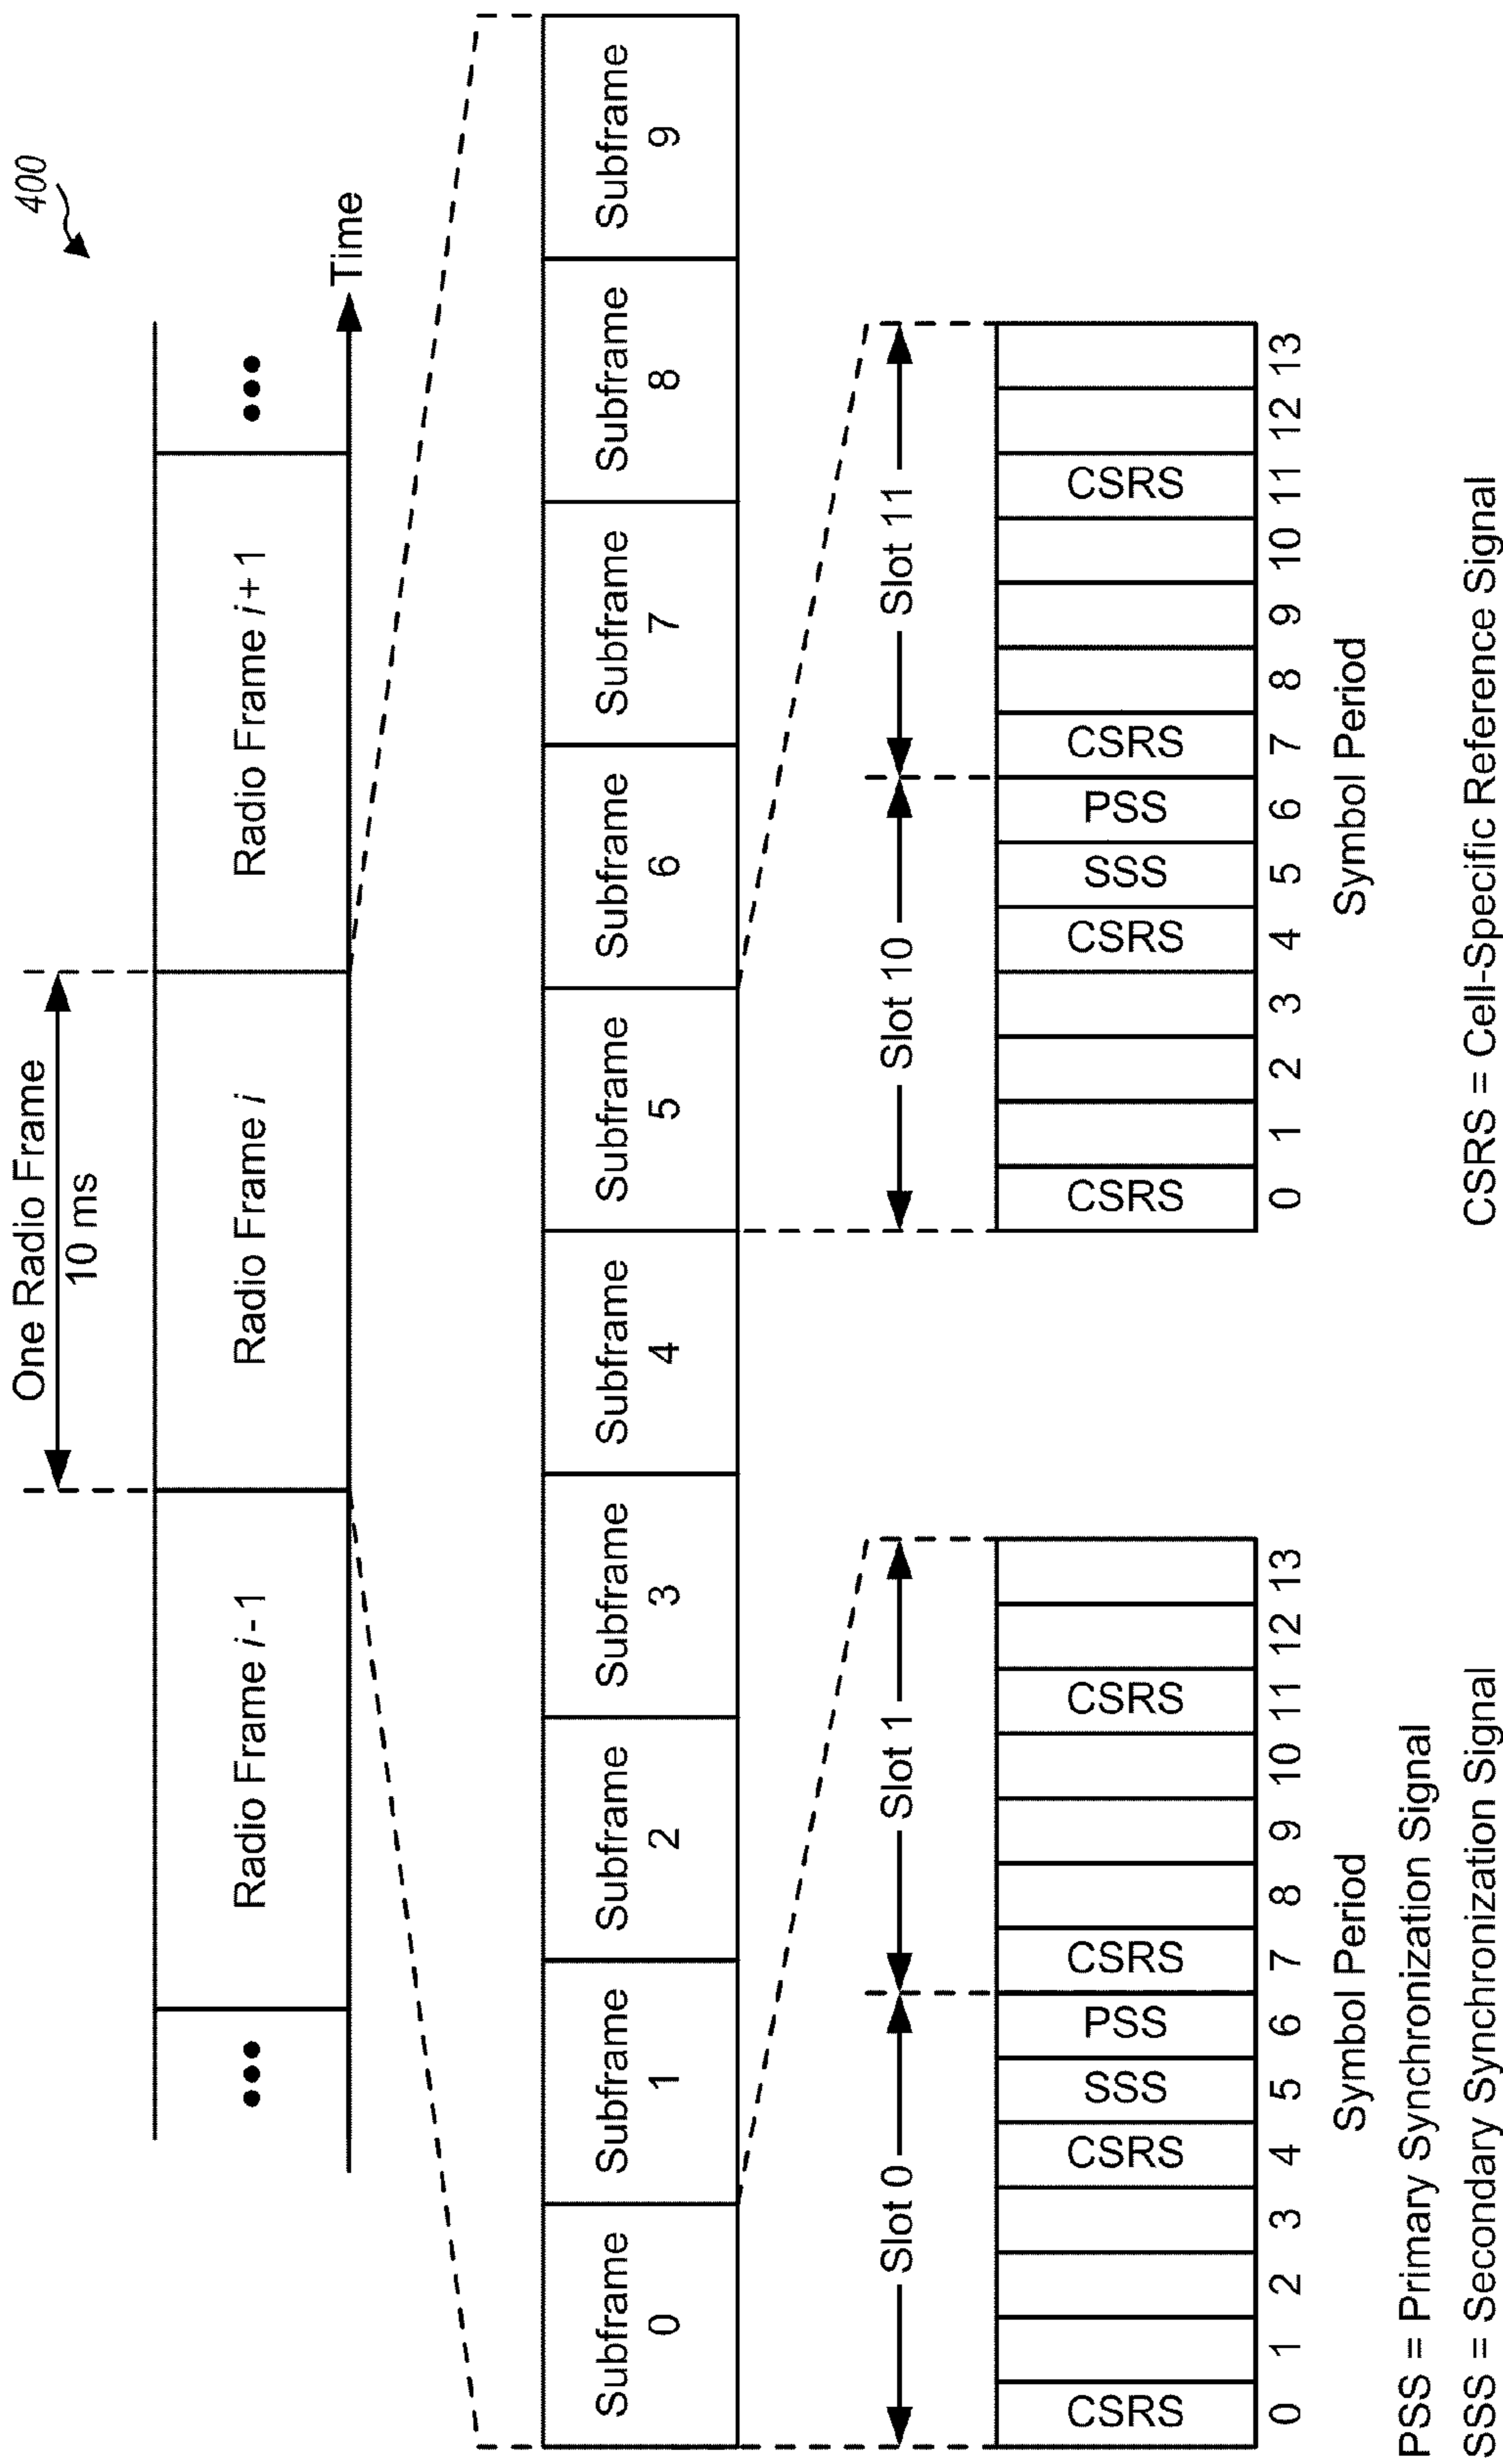 400
One Radio Frame
10 ms
Radio Frame i-1
Radio Frame i
Radio Frame i+1
Time
Subframe
0
Subframe
1
Subframe
2
Subframe
3
Subframe
4
Subframe
5
Subframe
6
Subframe
7
Subframe
8
Subframe
9
Slot 0
Slot 1
CSRS
CSRS
SSS
PSS
CSRS
CSRS
0 1 2 3 4 5 6 7 8 9 10 11 12 13
Symbol Period
Slot 10
Slot 11
CSRS
CSRS
SSS
PSS
CSRS
CSRS
0 1 2 3 4 5 6 7 8 9 10 11 12 13
Symbol Period
PSS = Primary Synchronization Signal
SSS = Secondary Synchronization Signal
CSRS = Cell-Specific Reference Signal